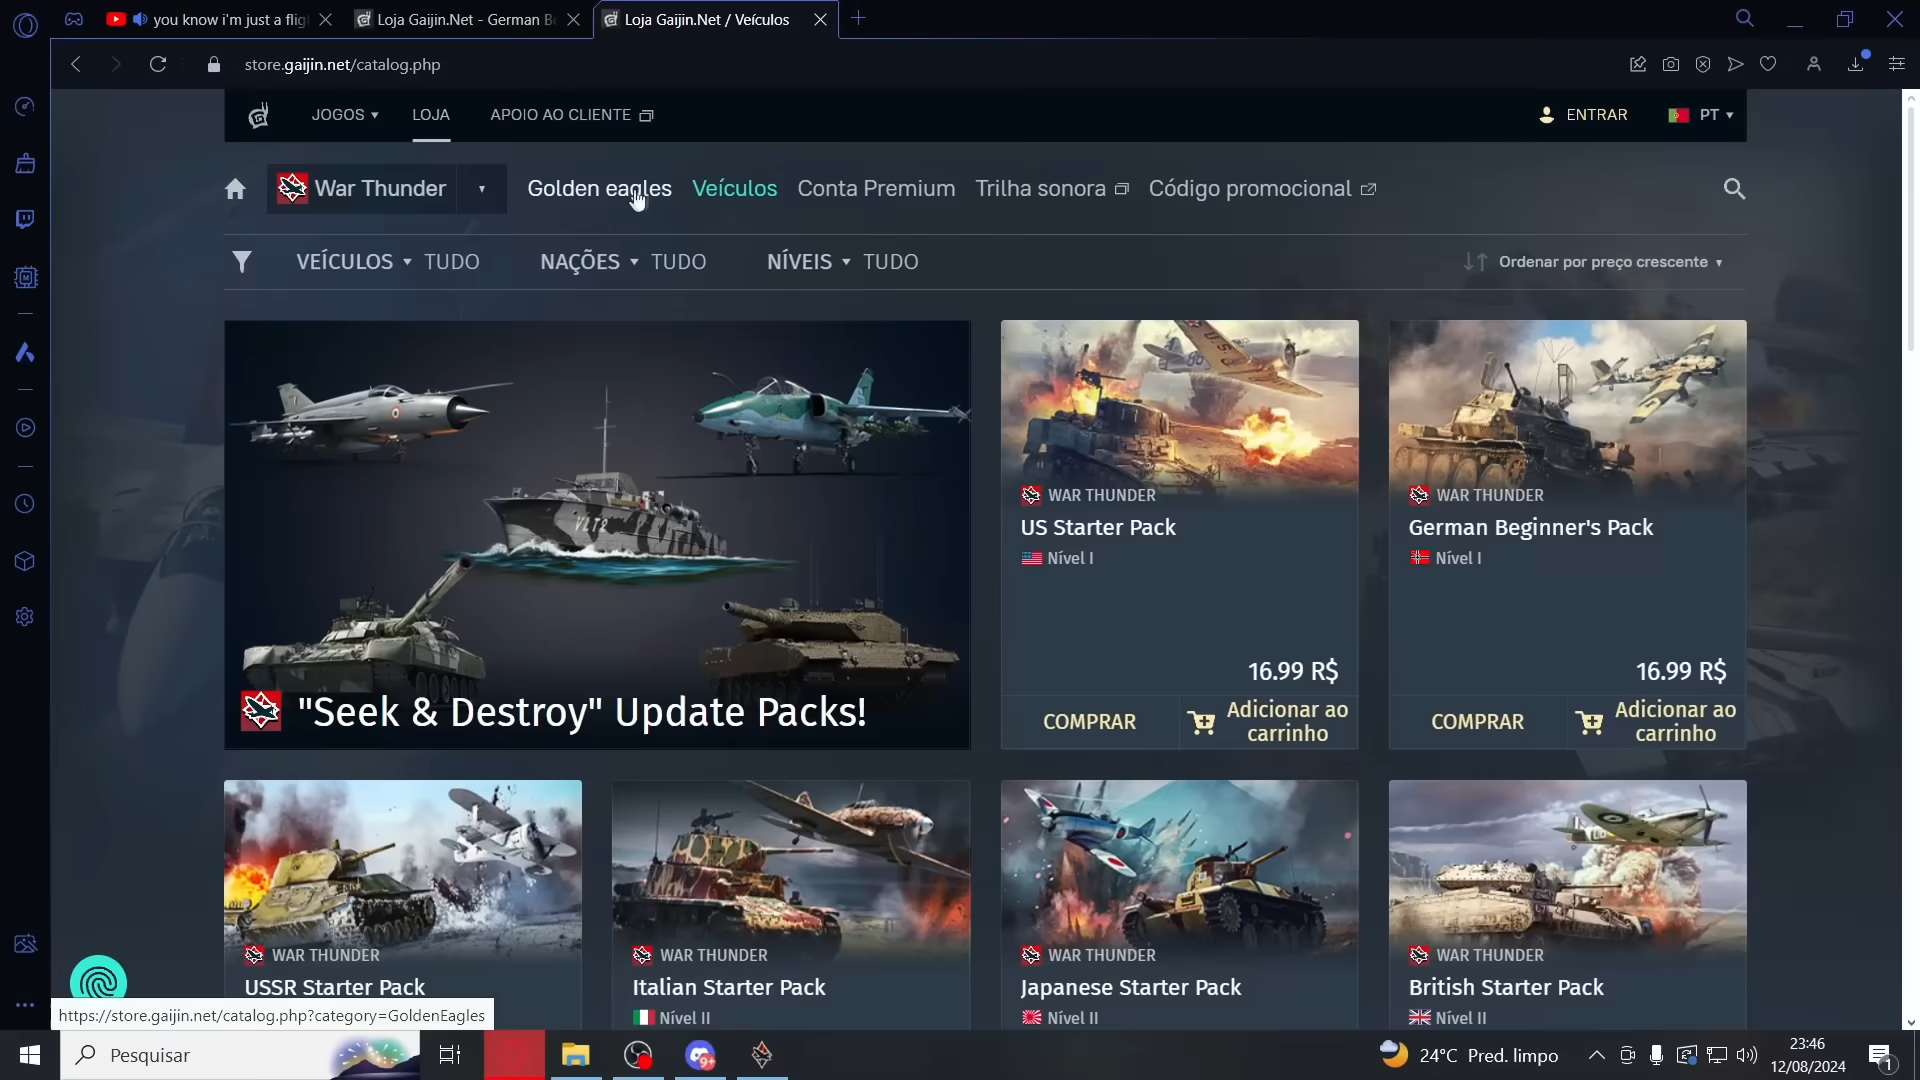 you know i'm just a flig
Loja Gaijin.Net - German Be
Loja Gaijin.Net / Veículos
store.gaijin.net/catalog.php
JOGOS
LOJA
APOIO AO CLIENTE
ENTRAR
PT
War Thunder
Golden eagles
Veículos
Conta Premium
Trilha sonora
Código promocional
VEÍCULOS TUDO
NAÇÕES TUDO
NÍVEIS TUDO
Ordenar por preço crescente
U.S.
VLT2
"Seek & Destroy" Update Packs!
WAR THUNDER
US Starter Pack
Nível I
16.99 R$
COMPRAR
Adicionar ao
carrinho
WAR THUNDER
German Beginner's Pack
Nível I
16.99 R$
COMPRAR
Adicionar ao
carrinho
WAR THUNDER
USSR Starter Pack
WAR THUNDER
Italian Starter Pack
Nível II
WAR THUNDER
Japanese Starter Pack
Nível II
WAR THUNDER
British Starter Pack
Nível II
https://store.gaijin.net/catalog.php?category=GoldenEagles
Pesquisar
9+
24°C Pred. limpo
23:46
12/08/2024
1